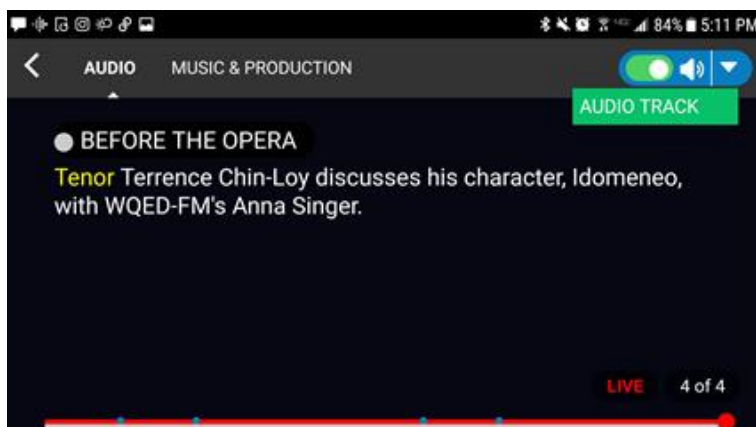 84% 5:11 PM
AUDIO MUSIC & PRODUCTION
AUDIO TRACK
BEFORE THE OPERA
Tenor Terrence Chin-Loy discusses his character, Idomeneo,
with WQED-FM's Anna Singer.
LIVE 4 of 4